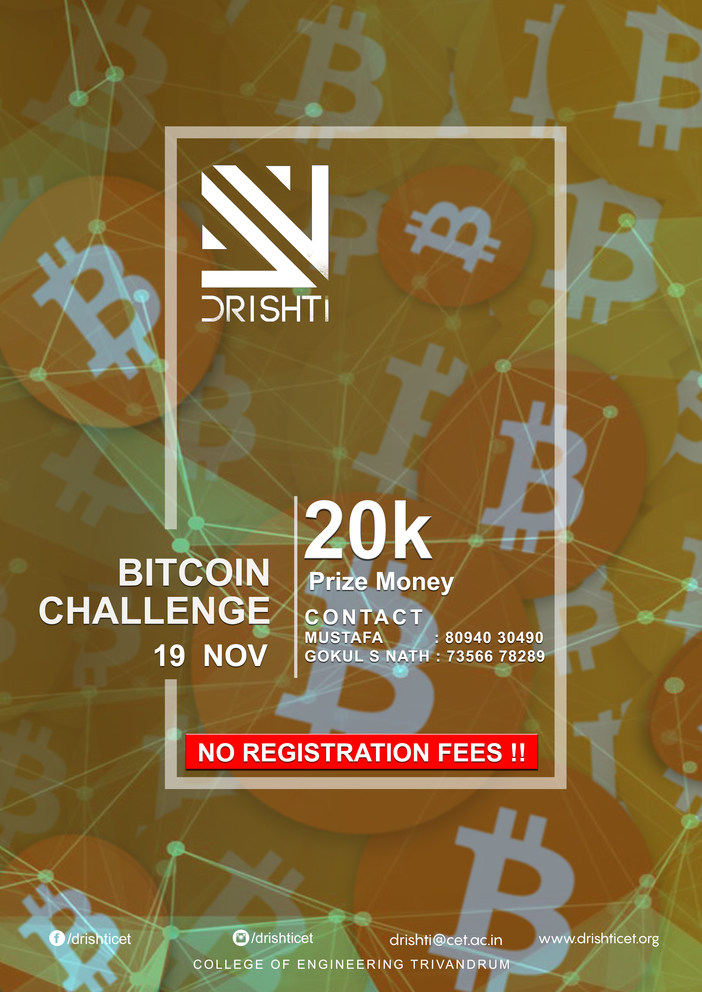 DRISHTI
BITCOIN
CHALLENGE
19 NOV
20k
Prize Money
CONTACT
MUSTAFA : 80940 30490
GOKUL S NATH : 73566 78289
NO REGISTRATION FEES !!
/drishticet
/drishticet
drishti@cet.ac.in
www.drishticet.org
COLLEGE OF ENGINEERING TRIVANDRUM